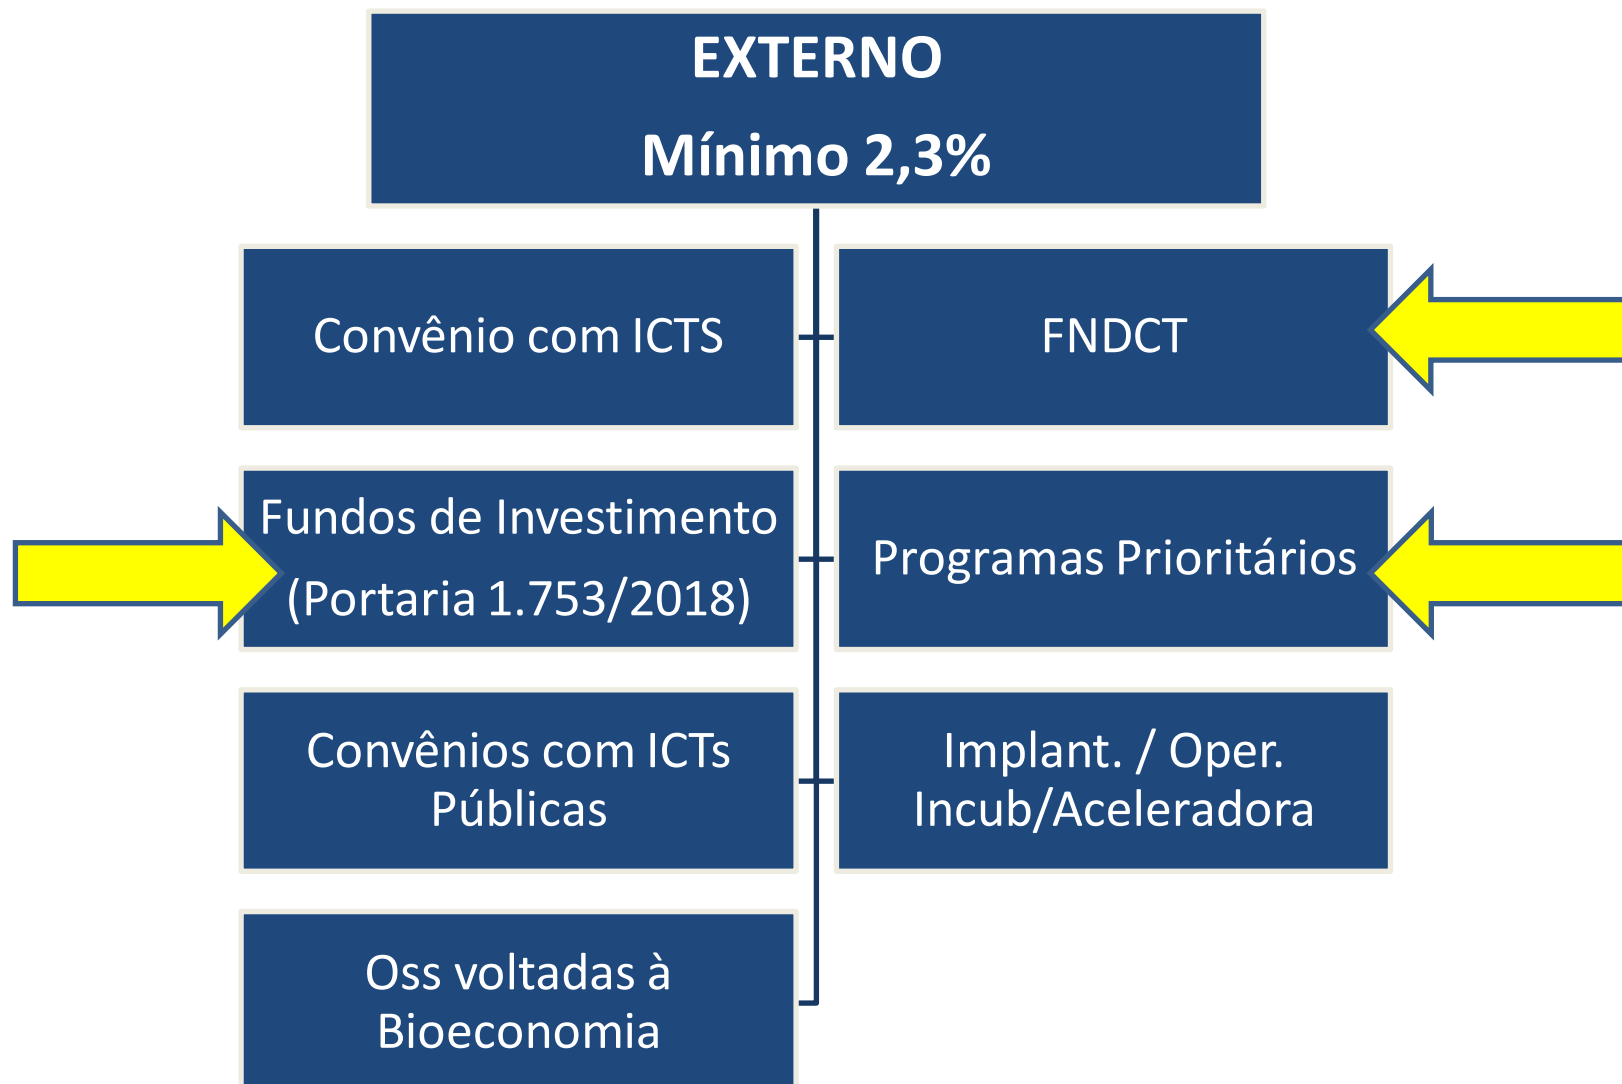 EXTERNO
Mínimo 2,3%
Convênio com ICTS
FNDCT
Fundos de Investimento
(Portaria 1.753/2018)
Programas Prioritários
Convênios com ICTs
Públicas
Implant. / Oper.
Incub/Aceleradora
Oss voltadas à
Bioeconomia